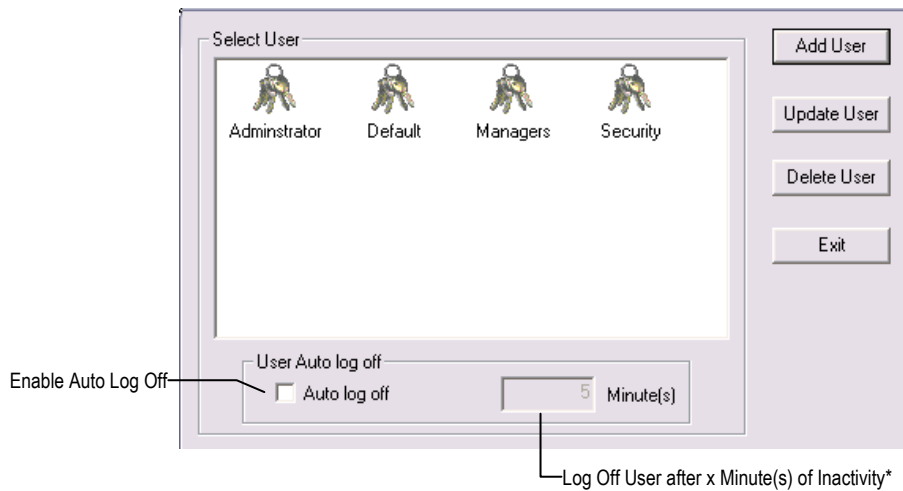 Select User
Add User
Adminstrator Default Managers Security
Update User
Delete User
Exit
User Auto log off
Enable Auto Log Off
Auto log off 5 Minute(s)
Log Off User after x Minute(s) of Inactivity*